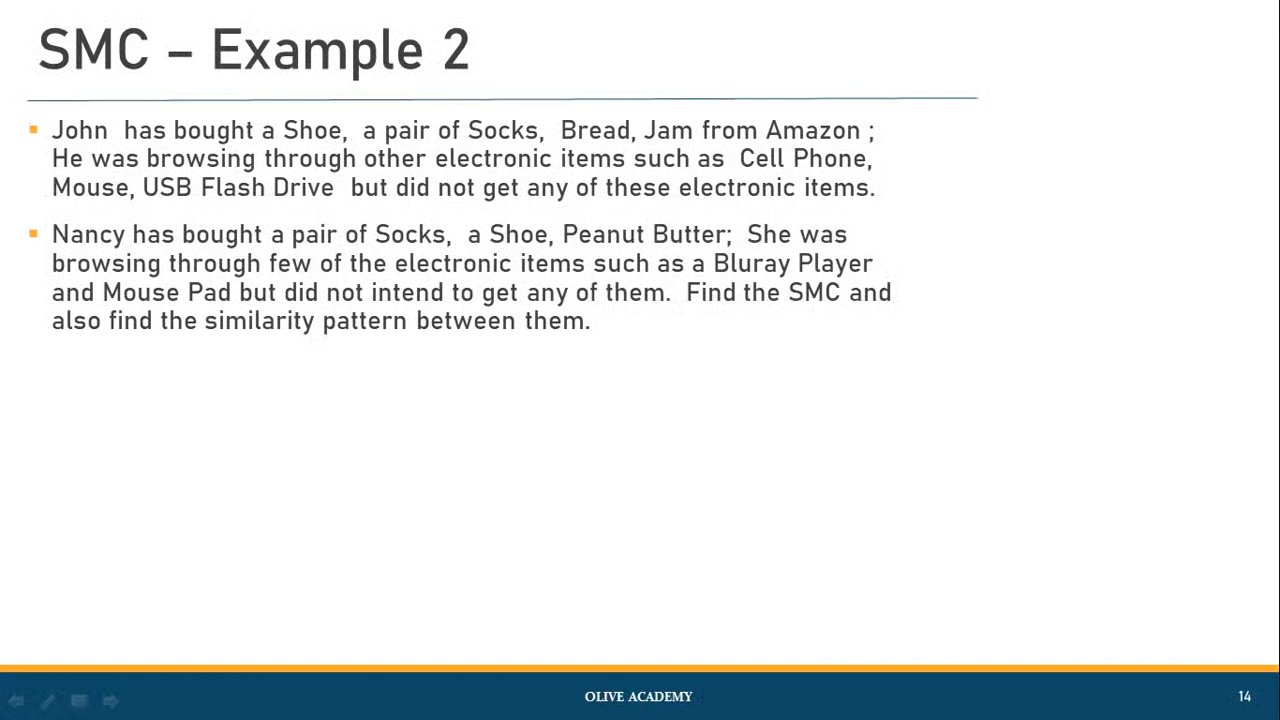 SMC – Example 2
▪ John has bought a Shoe, a pair of Socks, Bread, Jam from Amazon ;
He was browsing through other electronic items such as Cell Phone,
Mouse, USB Flash Drive but did not get any of these electronic items.
▪ Nancy has bought a pair of Socks, a Shoe, Peanut Butter; She was
browsing through few of the electronic items such as a Bluray Player
and Mouse Pad but did not intend to get any of them. Find the SMC and
also find the similarity pattern between them.
OLIVE ACADEMY
14